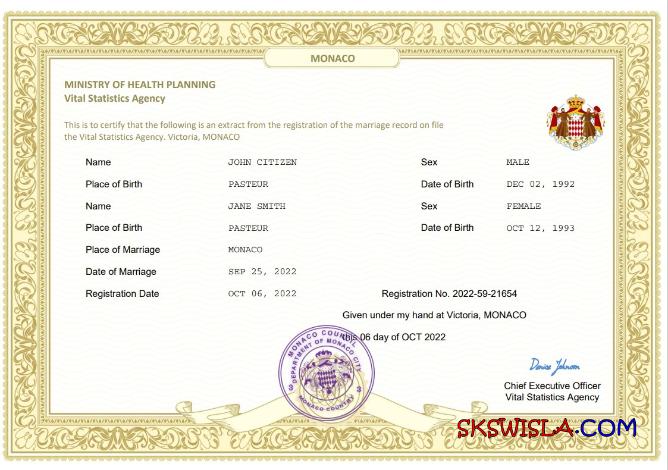 MONACO
MINISTRY OF HEALTH PLANNING
Vital Statistics Agency
This is to certify that the following is an extract from the registration of the marriage record on file
the Vital Statistics Agency. Victoria, MONACO
Name JOHN CITIZEN Sex MALE
Place of Birth PASTEUR Date of Birth DEC 02, 1992
Name JANE SMITH Sex FEMALE
Place of Birth PASTEUR Date of Birth OCT 12, 1993
Place of Marriage MONACO
Date of Marriage SEP 25, 2022
Registration Date OCT 06, 2022 Registration No. 2022-59-21654
Given under my hand at Victoria, MONACO
this 06 day of OCT 2022
MONACO COUNCIL
DEPARTMENT OF MONACO CITY
MONACO COUNTRY
Denise Johnson
Chief Executive Officer
Vital Statistics Agency
SKSWISLA.COM